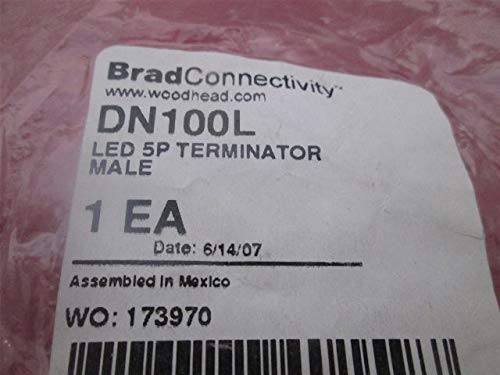 BradConnectivity™
www.woodhead.com
DN100L
LED 5P TERMINATOR
MALE
1 EA
Date: 6/14/07
Assembled in Mexico
WO: 173970